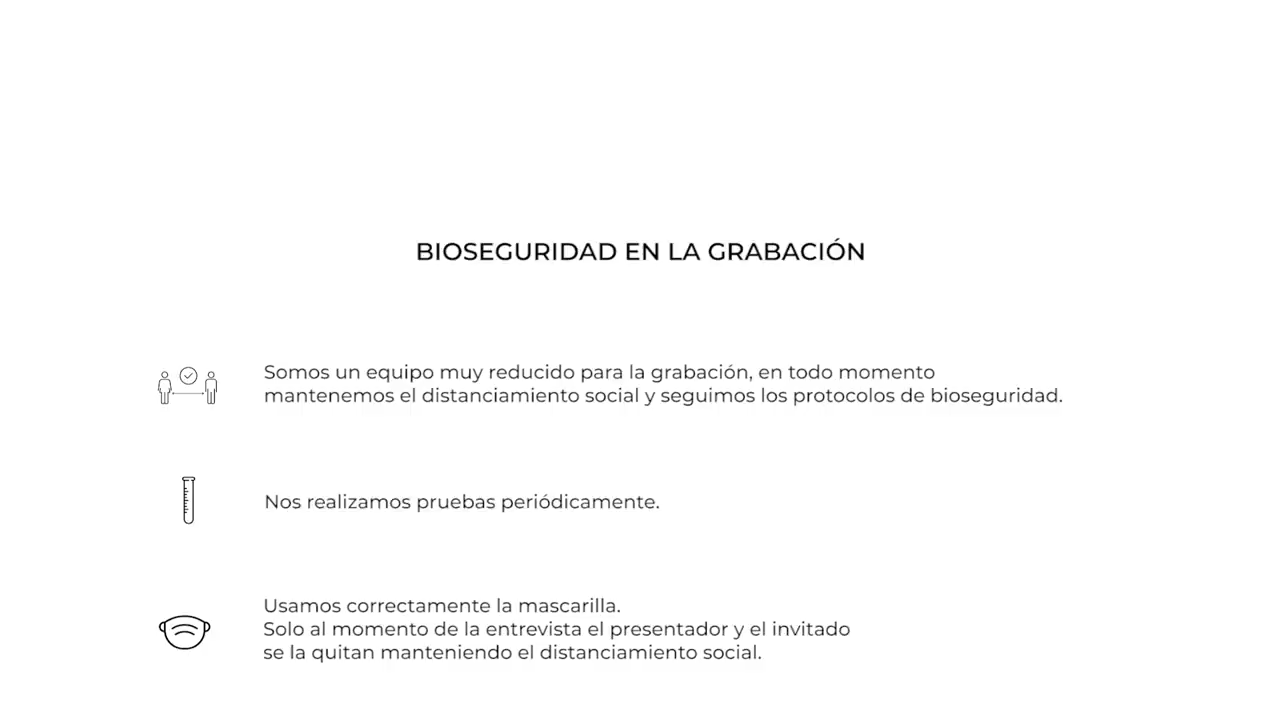 BIOSEGURIDAD EN LA GRABACIÓN
Somos un equipo muy reducido para la grabación, en todo momento
mantenemos el distanciamiento social y seguimos los protocolos de bioseguridad.
Nos realizamos pruebas periódicamente.
Usamos correctamente la mascarilla.
Solo al momento de la entrevista el presentador y el invitado
se la quitan manteniendo el distanciamiento social.